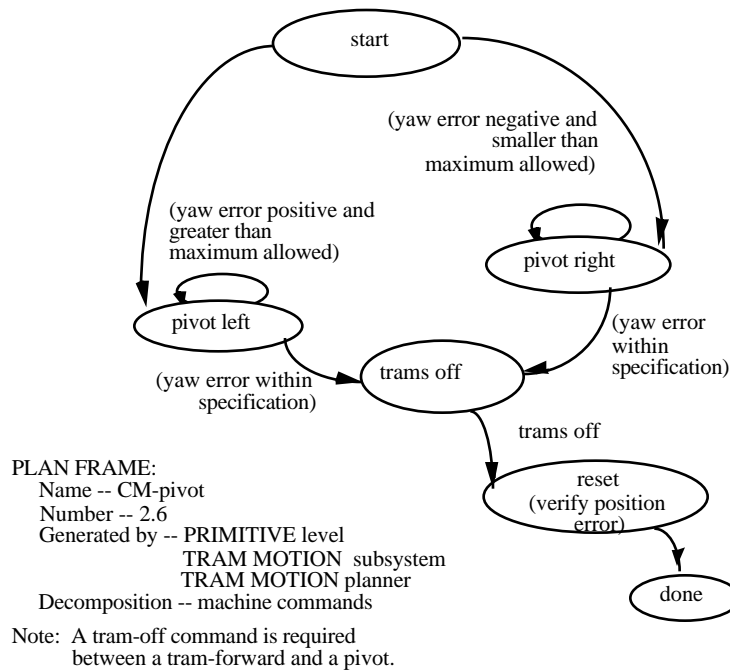 start
(yaw error negative and
smaller than
maximum allowed)
(yaw error positive and
greater than
maximum allowed)
pivot right
pivot left
(yaw error
within
specification)
(yaw error within
specification)
trams off
trams off
reset
(verify position
error)
done
PLAN FRAME:
Name -- CM-pivot
Number -- 2.6
Generated by -- PRIMITIVE level
TRAM MOTION subsystem
TRAM MOTION planner
Decomposition -- machine commands
Note: A tram-off command is required
between a tram-forward and a pivot.